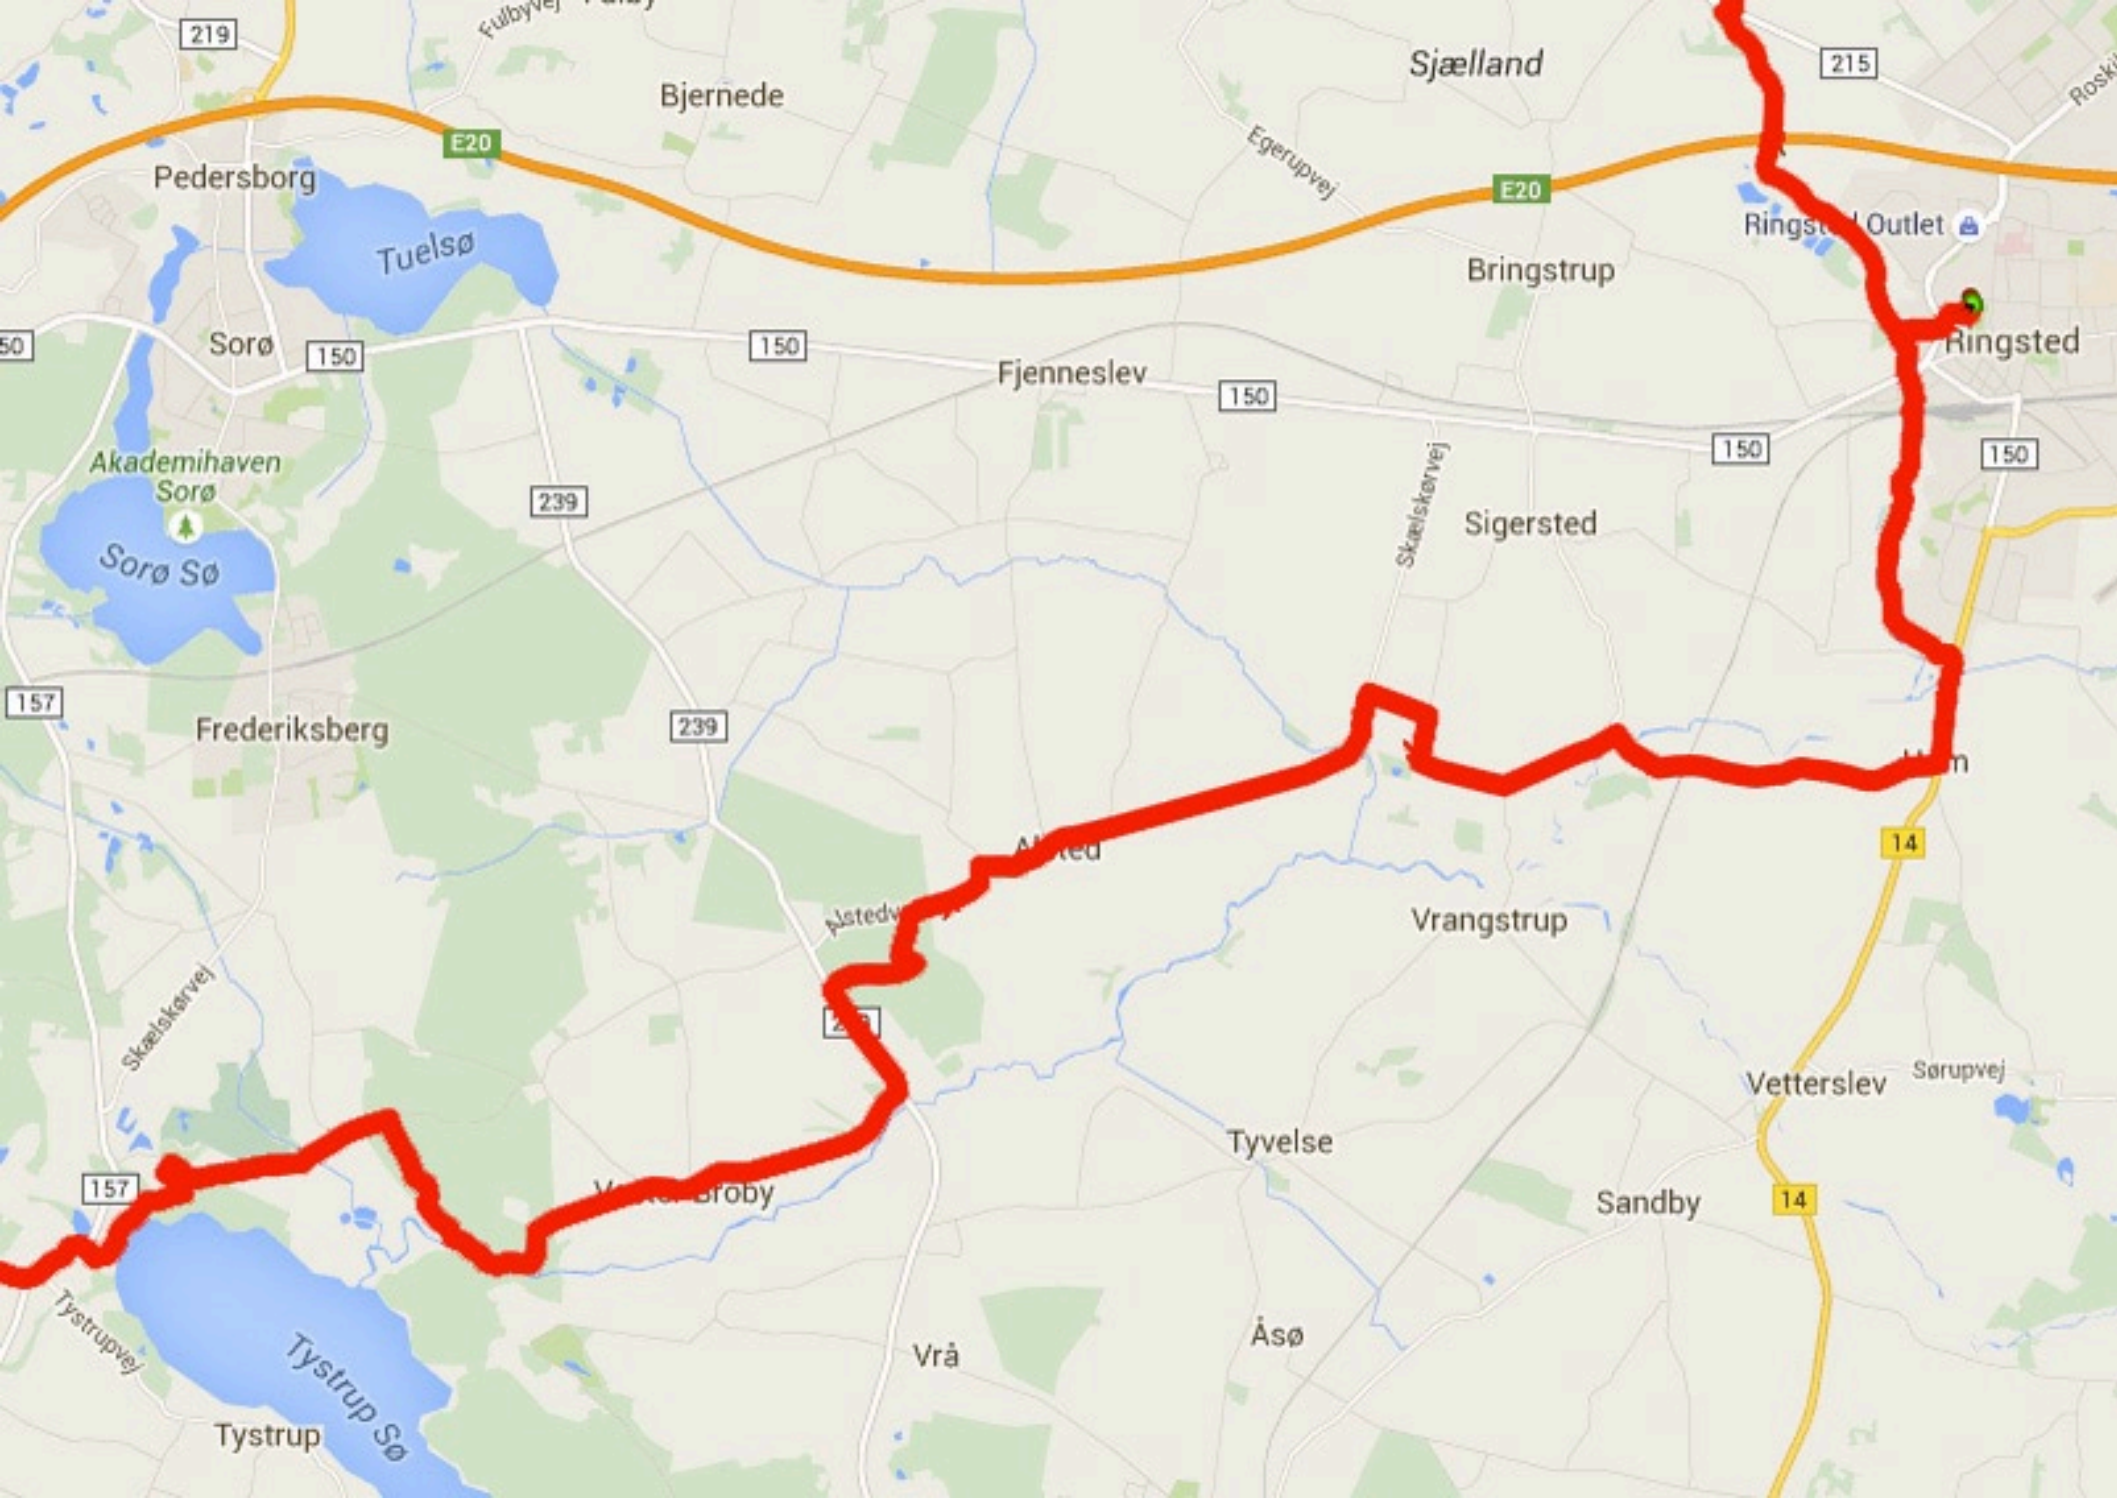 219
Fulbyvej
Bjernede
Sjælland
215
E20
Egerupvej
Pedersborg
E20
Outlet
Tuelsø
Bringstrup
50
Sorø
150
150
Fjenneslev
Ringsted
150
150
150
Akademihaven
Sorø
239
Skælskørvej
Sigersted
Sorø Sø
157
Frederiksberg
239
14
Vrangstrup
Skælskørvej
Vetterslev
Sørupvej
Tyvelse
157
Broby
Sandby
14
Tystrupvej
Vrå
Åsø
Tystrup Sø
Tystrup